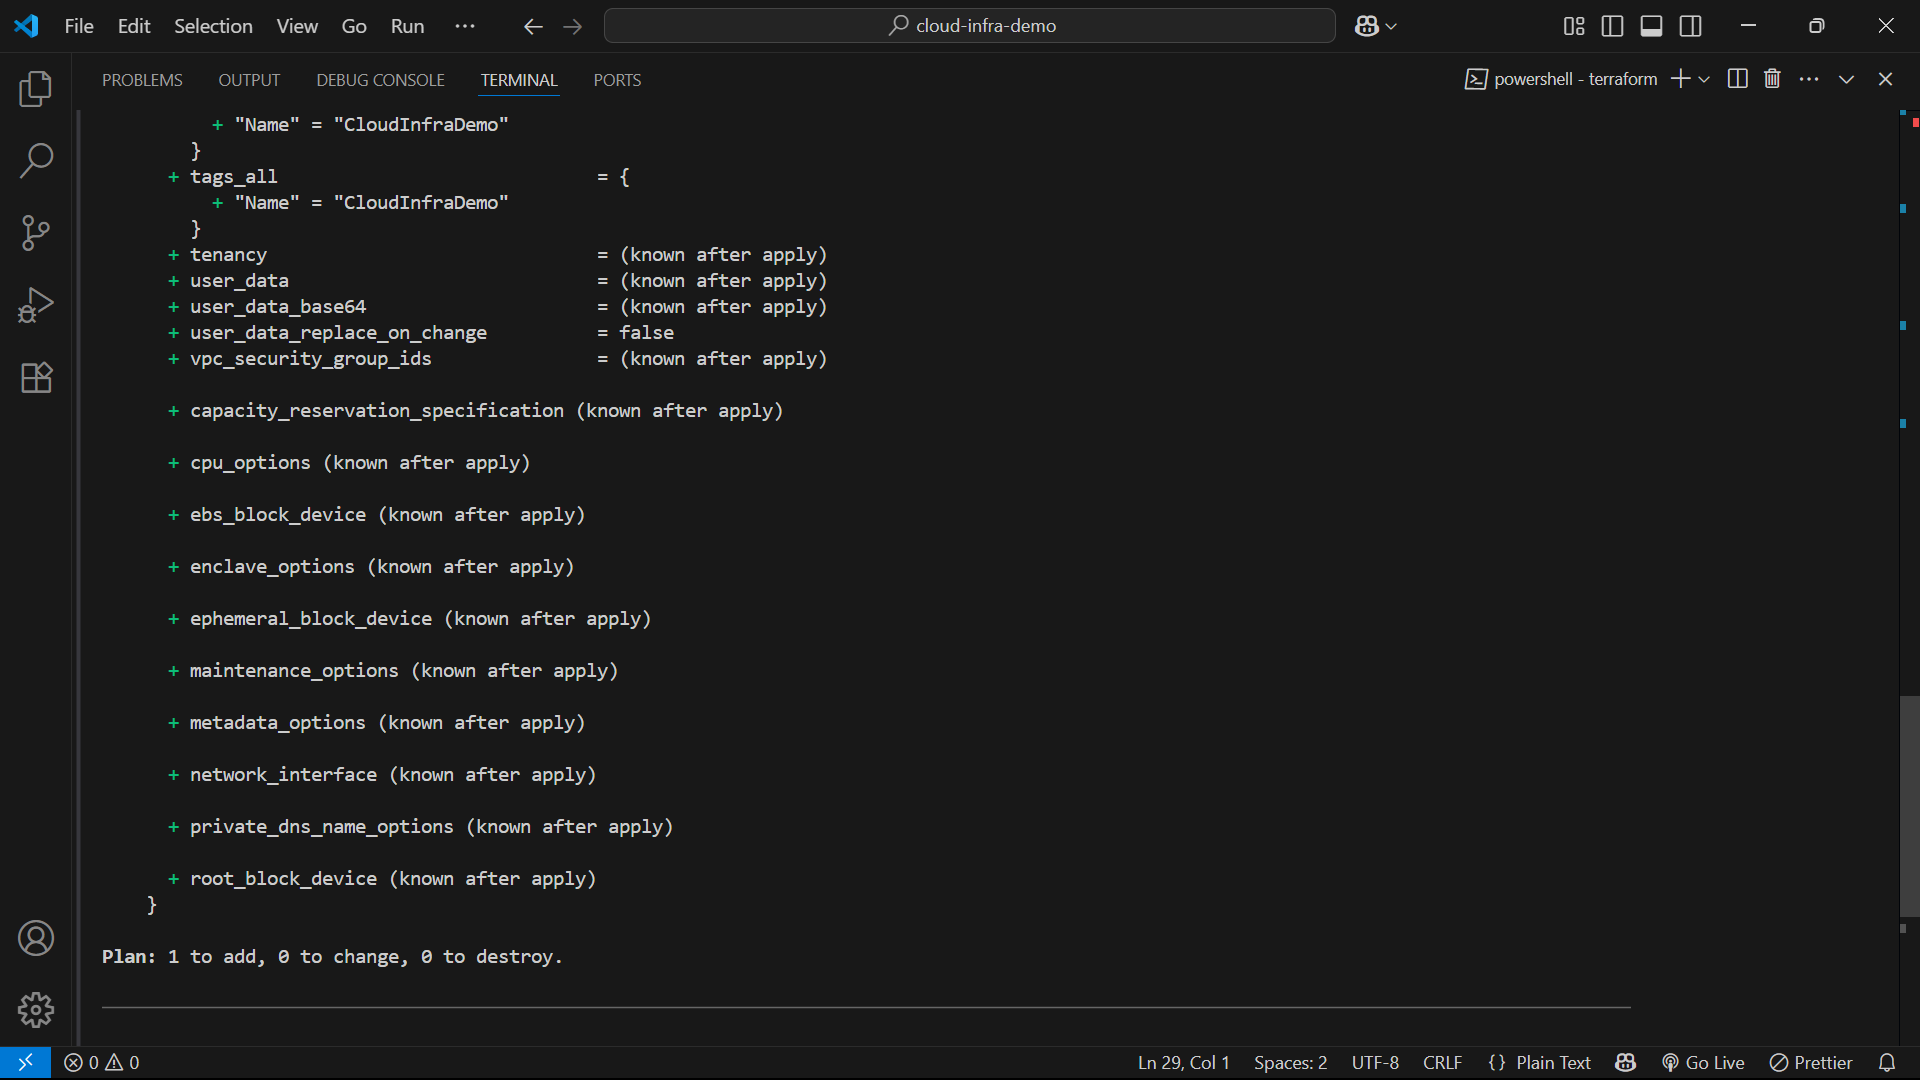 File Edit Selection View Go Run ··· cloud-infra-demo
PROBLEMS OUTPUT DEBUG CONSOLE TERMINAL PORTS powershell - terraform
+ "Name" = "CloudInfraDemo"
}
+ tags_all = {
+ "Name" = "CloudInfraDemo"
}
+ tenancy = (known after apply)
+ user_data = (known after apply)
+ user_data_base64 = (known after apply)
+ user_data_replace_on_change = false
+ vpc_security_group_ids = (known after apply)
+ capacity_reservation_specification (known after apply)
+ cpu_options (known after apply)
+ ebs_block_device (known after apply)
+ enclave_options (known after apply)
+ ephemeral_block_device (known after apply)
+ maintenance_options (known after apply)
+ metadata_options (known after apply)
+ network_interface (known after apply)
+ private_dns_name_options (known after apply)
+ root_block_device (known after apply)
}
Plan: 1 to add, 0 to change, 0 to destroy.
0 0 Ln 29, Col 1 Spaces: 2 UTF-8 CRLF {} Plain Text Go Live Prettier